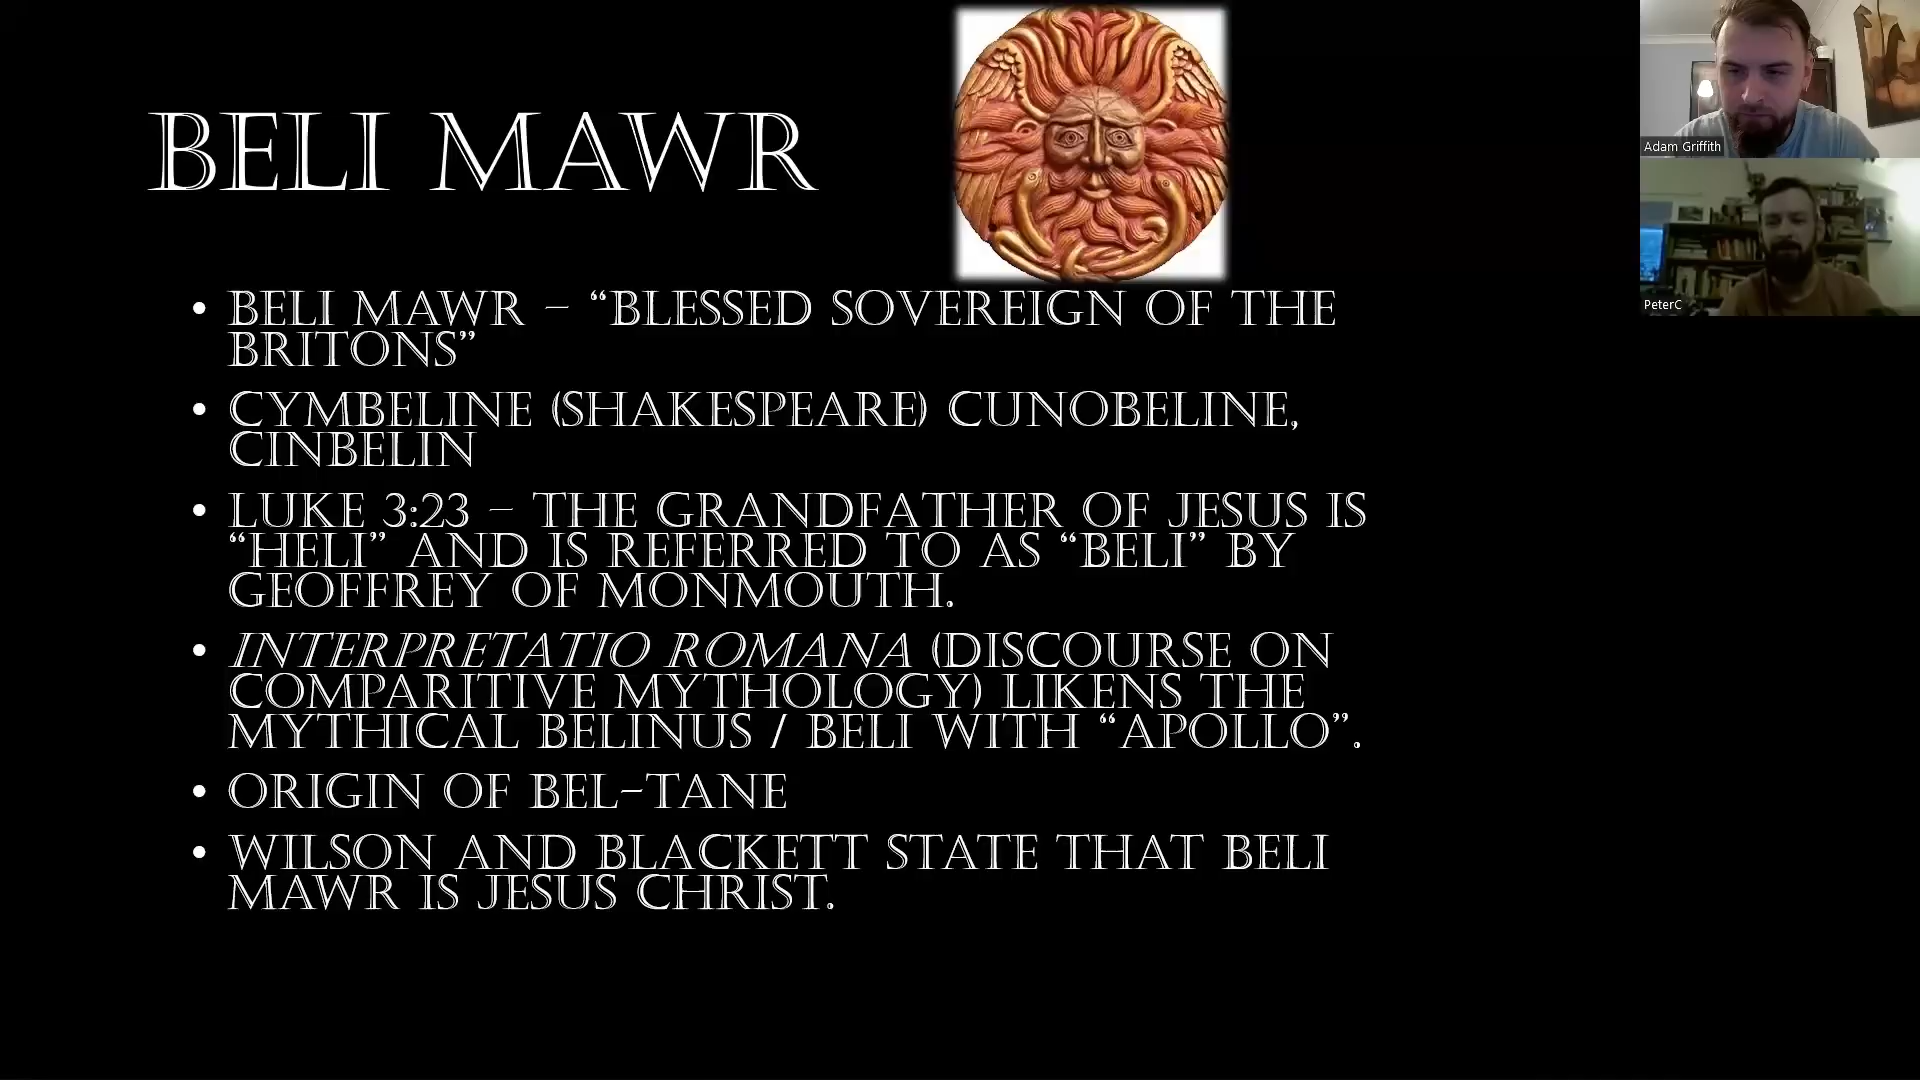 BELI MAWR
• BELI MAWR – “BLESSED SOVEREIGN OF THE
BRITONS”
• CYMBELINE (SHAKESPEARE) CUNOBELINE,
CINBELIN
• LUKE 3:23 – THE GRANDFATHER OF JESUS IS
“HELI” AND IS REFERRED TO AS “BELI” BY
GEOFFREY OF MONMOUTH.
• INTERPRETATIO ROMANA (DISCOURSE ON
COMPARITIVE MYTHOLOGY) LIKENS THE
MYTHICAL BELINUS / BELI WITH “APOLLO”.
• ORIGIN OF BEL-TANE
• WILSON AND BLACKETT STATE THAT BELI
MAWR IS JESUS CHRIST.
Adam Griffith
PeterC